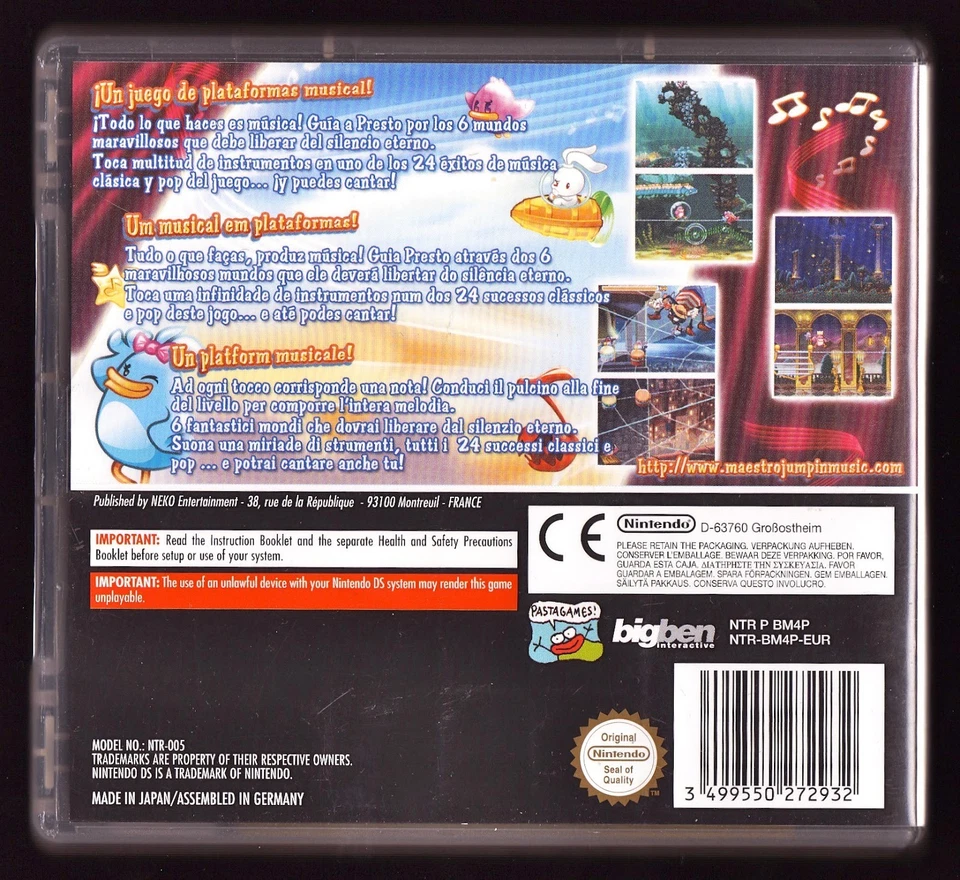 ¡Un juego de plataformas musical!
¡Todo lo que haces es música! Guía a Presto por los 6 mundos
maravillosos que debe liberar del silencio eterno.
Toca multitud de instrumentos en uno de los 24 éxitos de música
clásica y pop del juego... ¡y puedes cantar!
Um musical em plataformas!
Tudo o que faças, produz música! Guia Presto através dos 6
maravilhosos mundos que ele deverá libertar do silêncio eterno.
Toca uma infinidade de instrumentos num dos 24 sucessos clássicos
e pop deste jogo... e até podes cantar!
Un platform musicale!
Ad ogni tocco corrisponde una nota! Conduci il pulcino alla fine
del livello per comporre l'intera melodia.
6 fantastici mondi che dovrai liberare dal silenzio eterno.
Suona una miriade di strumenti, tutti i 24 successi classici e
pop ... e potrai cantare anche tu!
http://www.maestrojumpinmusic.com
Published by NEKO Entertainment - 38, rue de la République - 93100 Montreuil - FRANCE
IMPORTANT: Read the Instruction Booklet and the separate Health and Safety Precautions
Booklet before setup or use of your system.
IMPORTANT: The use of an unlawful device with your Nintendo DS system may render this game
unplayable.
CE
Nintendo D-63760 Großostheim
PLEASE RETAIN THE PACKAGING. VERPACKUNG AUFHEBEN.
CONSERVER L'EMBALLAGE. BEWAAR DEZE VERPAKKING. POR FAVOR,
GUARDA ESTA CAJA. ΔΙΑΤΗΡΗΣΤΕ ΤΗΝ ΣΥΣΚΕΥΑΣΙΑ. FAVOR
GUARDAR A EMBALAGEM. SPARA FÖRPACKNINGEN. GEM EMBALLAGEN.
SÄILYTÄ PAKKAUS. CONSERVA QUESTO INVOLUCRO.
PASTAGAMES!
bigben
interactive
NTR P BM4P
NTR-BM4P-EUR
MODEL NO.: NTR-005
TRADEMARKS ARE PROPERTY OF THEIR RESPECTIVE OWNERS.
NINTENDO DS IS A TRADEMARK OF NINTENDO.
MADE IN JAPAN/ASSEMBLED IN GERMANY
Original
Nintendo
Seal of
Quality
TM
3 499550 272932